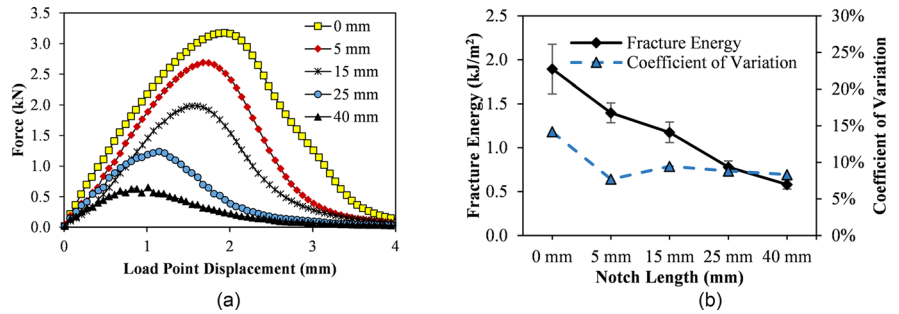 (a)
3.5
3.0
2.5
2.0
1.5
1.0
0.5
0.0
Force (kN)
0 mm
5 mm
15 mm
25 mm
40 mm
0
1
2
3
4
Load Point Displacement (mm)
(a)
(b)
2.5
2.0
1.5
1.0
0.5
0.0
Fracture Energy (kJ/m²)
Fracture Energy
Coefficient of Variation
30%
25%
20%
15%
10%
5%
0%
Coefficient of Variation
0 mm
5 mm
15 mm
25 mm
40 mm
Notch Length (mm)
(b)